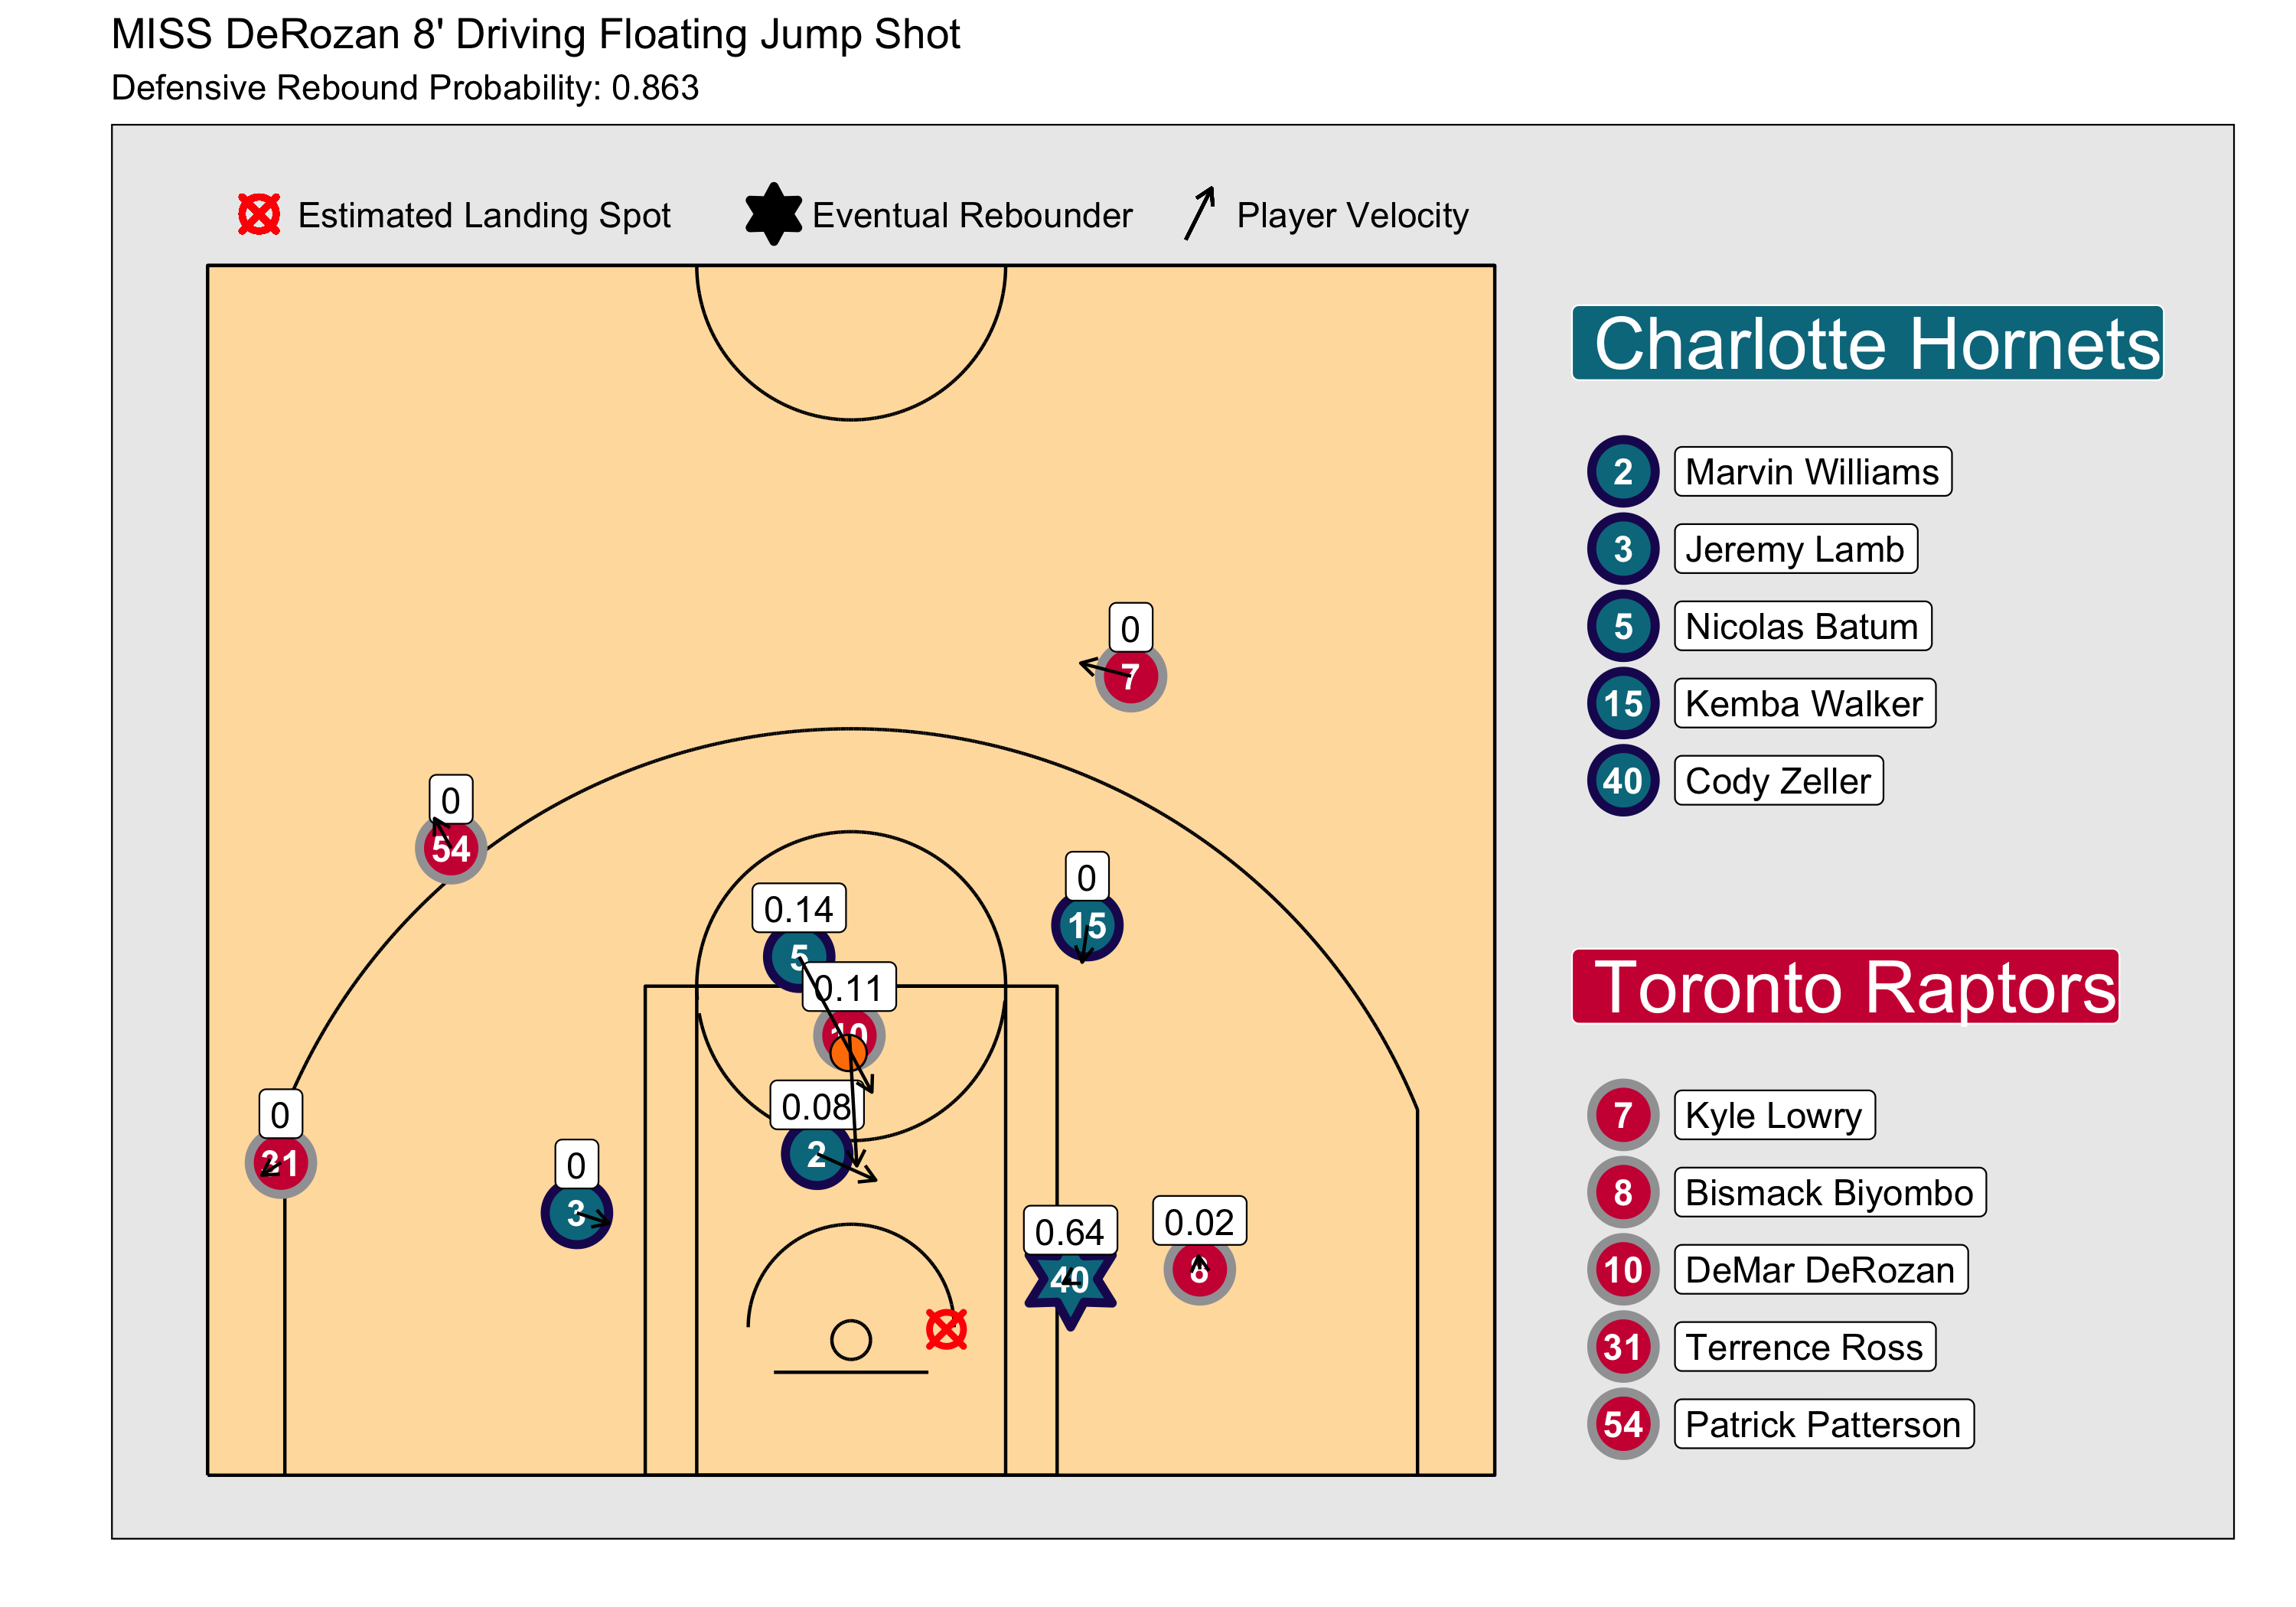 MISS DeRozan 8' Driving Floating Jump Shot
Defensive Rebound Probability: 0.863
Estimated Landing Spot Eventual Rebounder Player Velocity
Charlotte Hornets
2 Marvin Williams
3 Jeremy Lamb
5 Nicolas Batum
15 Kemba Walker
40 Cody Zeller
Toronto Raptors
7 Kyle Lowry
8 Bismack Biyombo
10 DeMar DeRozan
31 Terrence Ross
54 Patrick Patterson
0
7
0
54
0
15
0.14
5
0.11
10
0.08
2
0
31
0
3
0.64
40
0.02
8